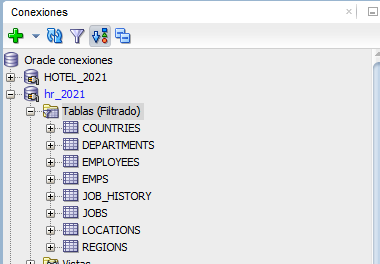 Conexiones
Oracle conexiones
HOTEL_2021
hr_2021
Tablas (Filtrado)
COUNTRIES
DEPARTMENTS
EMPLOYEES
EMPS
JOB_HISTORY
JOBS
LOCATIONS
REGIONS
Vistas